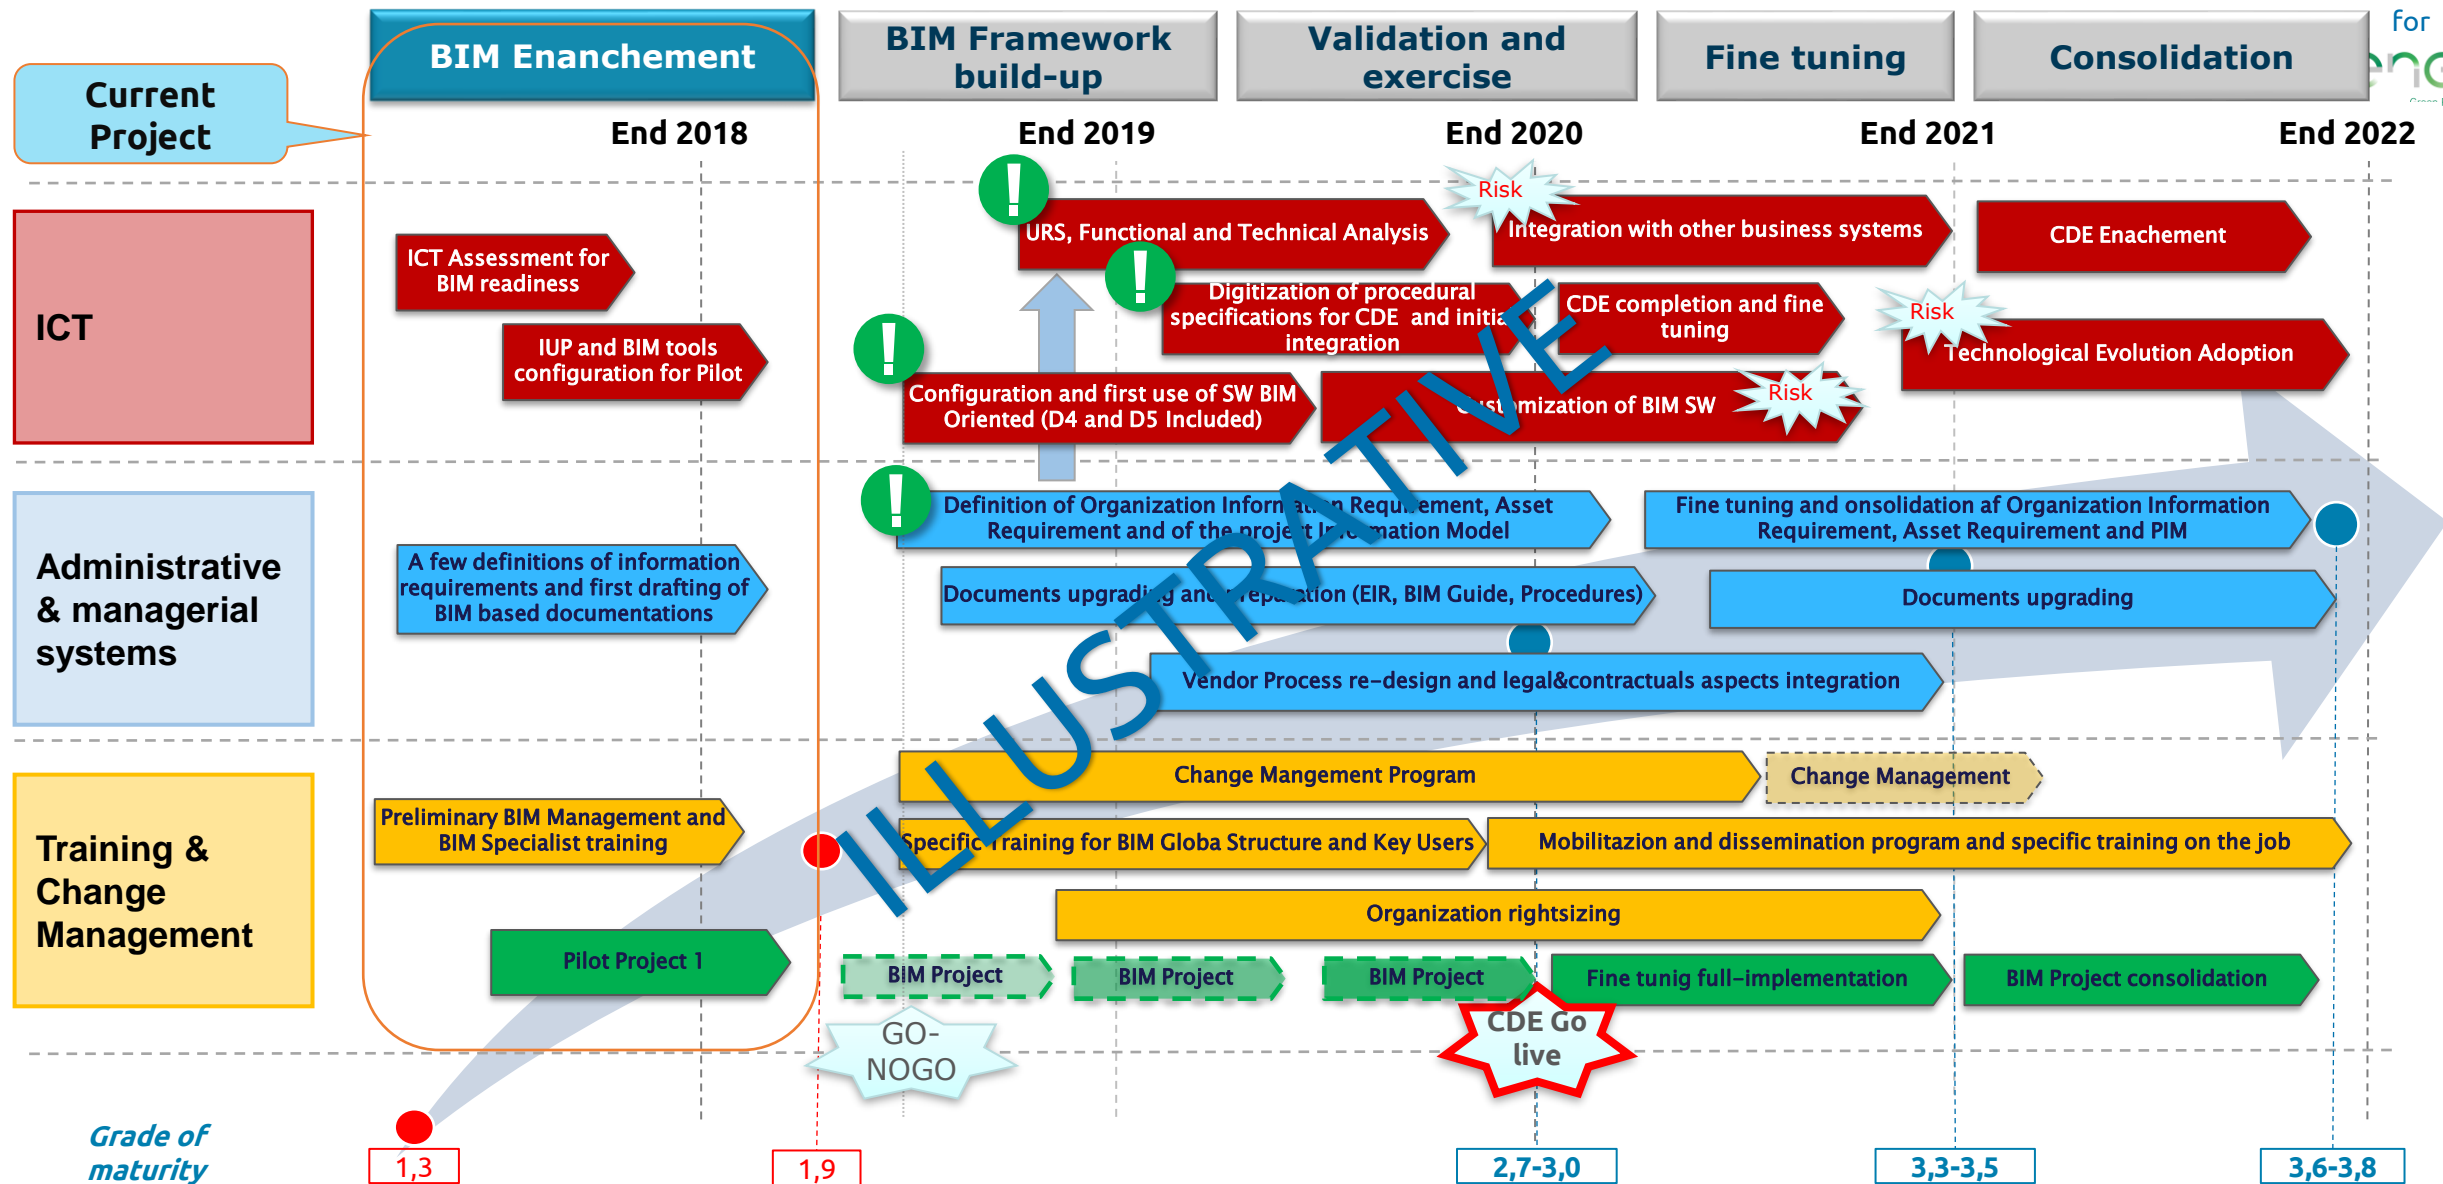 BIM Enanchement
BIM Framework
build-up
Validation and
exercise
Fine tuning
Consolidation
for
Current
Project
End 2018
End 2019
End 2020
End 2021
End 2022
ICT
ICT Assessment for
BIM readiness
IUP and BIM tools
configuration for Pilot
!
URS, Functional and Technical Analysis
Risk
Integration with other business systems
CDE Enachement
!
Digitization of procedural
specifications for CDE and initia
integration
CDE completion and fine
tuning
Risk
Technological Evolution Adoption
!
Configuration and first use of SW BIM
Oriented (D4 and D5 Included)
Customization of BIM SW
Risk
ILLUSTRATIVE
Administrative
& managerial
systems
A few definitions of information
requirements and first drafting of
BIM based documentations
!
Definition of Organization Information Requirement, Asset
Requirement and of the project Information Model
Fine tuning and onsolidation af Organization Information
Requirement, Asset Requirement and PIM
Documents upgrading and preparation (EIR, BIM Guide, Procedures)
Documents upgrading
Vendor Process re-design and legal&contractuals aspects integration
Training &
Change
Management
Preliminary BIM Management and
BIM Specialist training
Change Mangement Program
Change Management
Specific Training for BIM Globa Structure and Key Users
Mobilitazion and dissemination program and specific training on the job
Organization rightsizing
Pilot Project 1
BIM Project
BIM Project
BIM Project
Fine tunig full-implementation
BIM Project consolidation
GO-
NOGO
CDE Go
live
Grade of
maturity
1,3
1,9
2,7-3,0
3,3-3,5
3,6-3,8